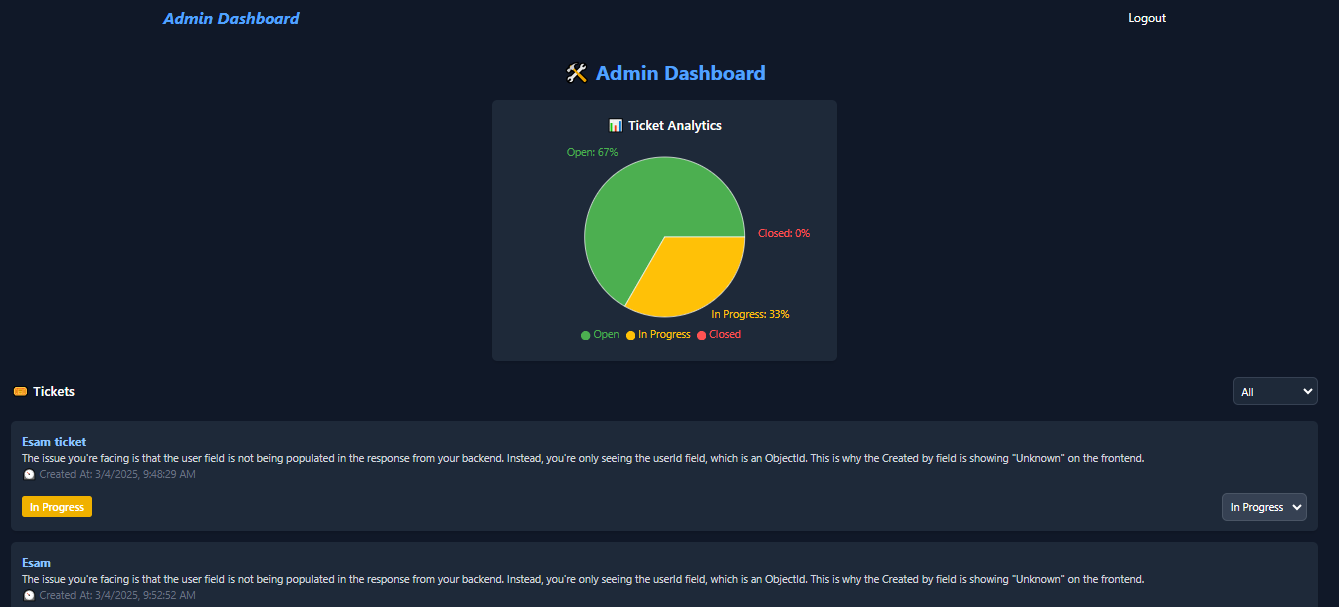 Admin Dashboard
Logout
🛠️ Admin Dashboard
📊 Ticket Analytics
Open: 67%
Closed: 0%
In Progress: 33%
Open In Progress Closed
🎟️ Tickets
All
Esam ticket
The issue you're facing is that the user field is not being populated in the response from your backend. Instead, you're only seeing the userId field, which is an ObjectId. This is why the Created by field is showing "Unknown" on the frontend.
🕒 Created At: 3/4/2025, 9:48:29 AM
In Progress
In Progress
Esam
The issue you're facing is that the user field is not being populated in the response from your backend. Instead, you're only seeing the userId field, which is an ObjectId. This is why the Created by field is showing "Unknown" on the frontend.
🕒 Created At: 3/4/2025, 9:52:52 AM